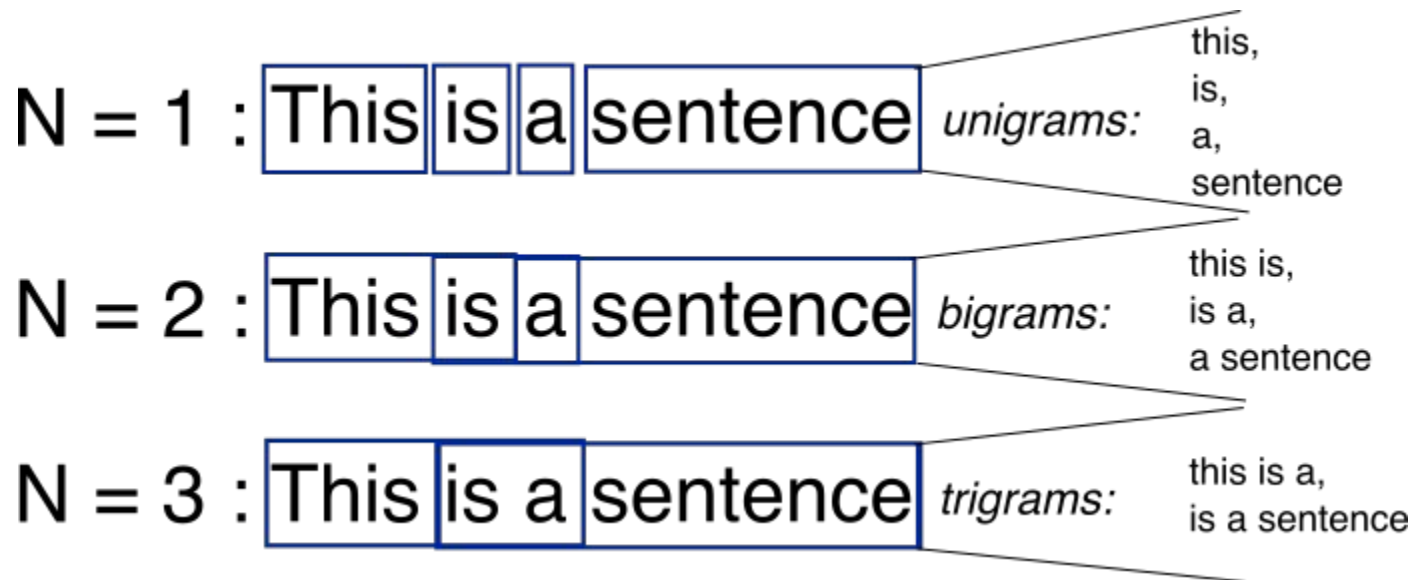 N = 1 : This is a sentence unigrams:
this,
is,
a,
sentence
N = 2 : This is a sentence bigrams:
this is,
is a,
a sentence
N = 3 : This is a sentence trigrams:
this is a,
is a sentence